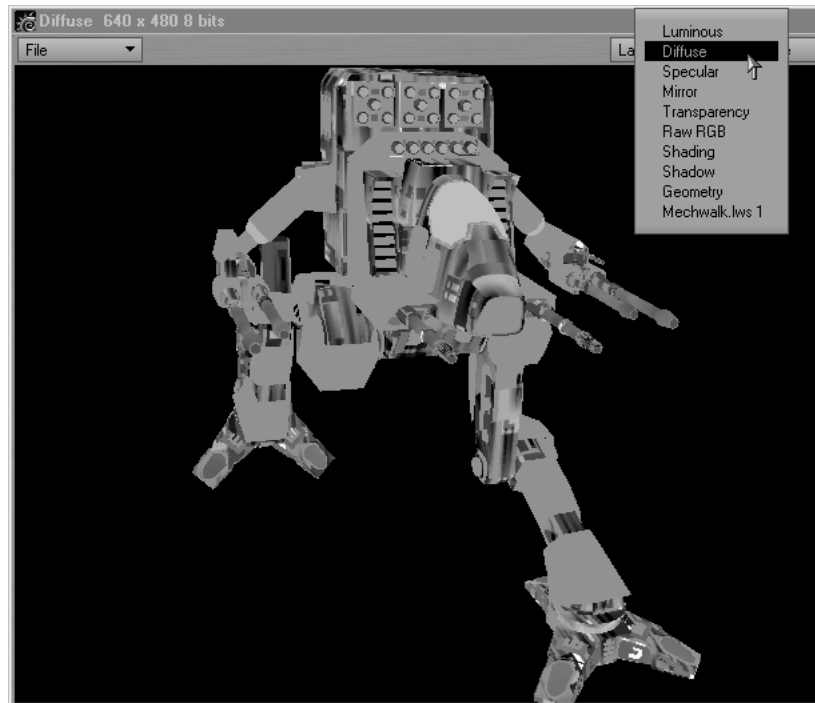 Diffuse 640 x 480 8 bits
File
La
Luminous
Diffuse
Specular
Mirror
Transparency
Raw RGB
Shading
Shadow
Geometry
Mechwalk.lws 1